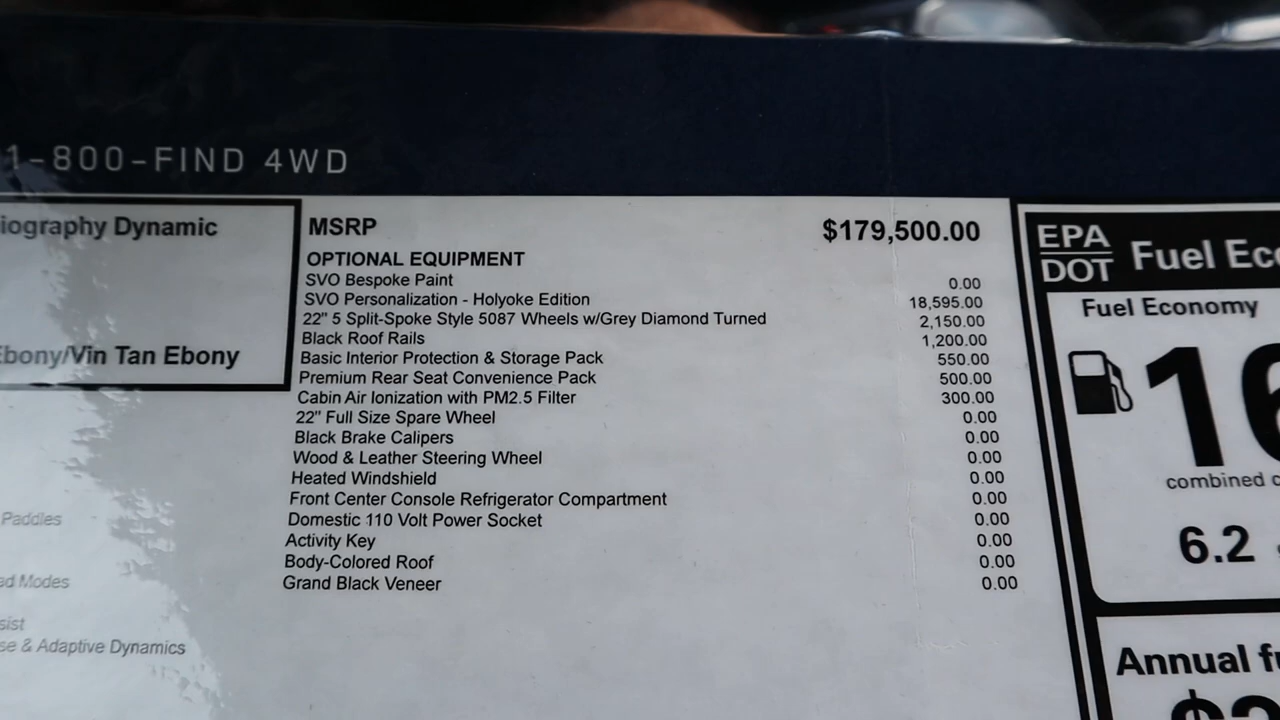 1-800-FIND 4WD
iography Dynamic
Ebony/Vin Tan Ebony
Paddles
ed Modes
sist
se & Adaptive Dynamics
MSRP $179,500.00
OPTIONAL EQUIPMENT
SVO Bespoke Paint 0.00
SVO Personalization - Holyoke Edition 18,595.00
22" 5 Split-Spoke Style 5087 Wheels w/Grey Diamond Turned 2,150.00
Black Roof Rails 1,200.00
Basic Interior Protection & Storage Pack 550.00
Premium Rear Seat Convenience Pack 500.00
Cabin Air Ionization with PM2.5 Filter 300.00
22" Full Size Spare Wheel 0.00
Black Brake Calipers 0.00
Wood & Leather Steering Wheel 0.00
Heated Windshield 0.00
Front Center Console Refrigerator Compartment 0.00
Domestic 110 Volt Power Socket 0.00
Activity Key 0.00
Body-Colored Roof 0.00
Grand Black Veneer 0.00
EPA
DOT
Fuel Ec
Fuel Economy
16
combined c
6.2
Annual fu